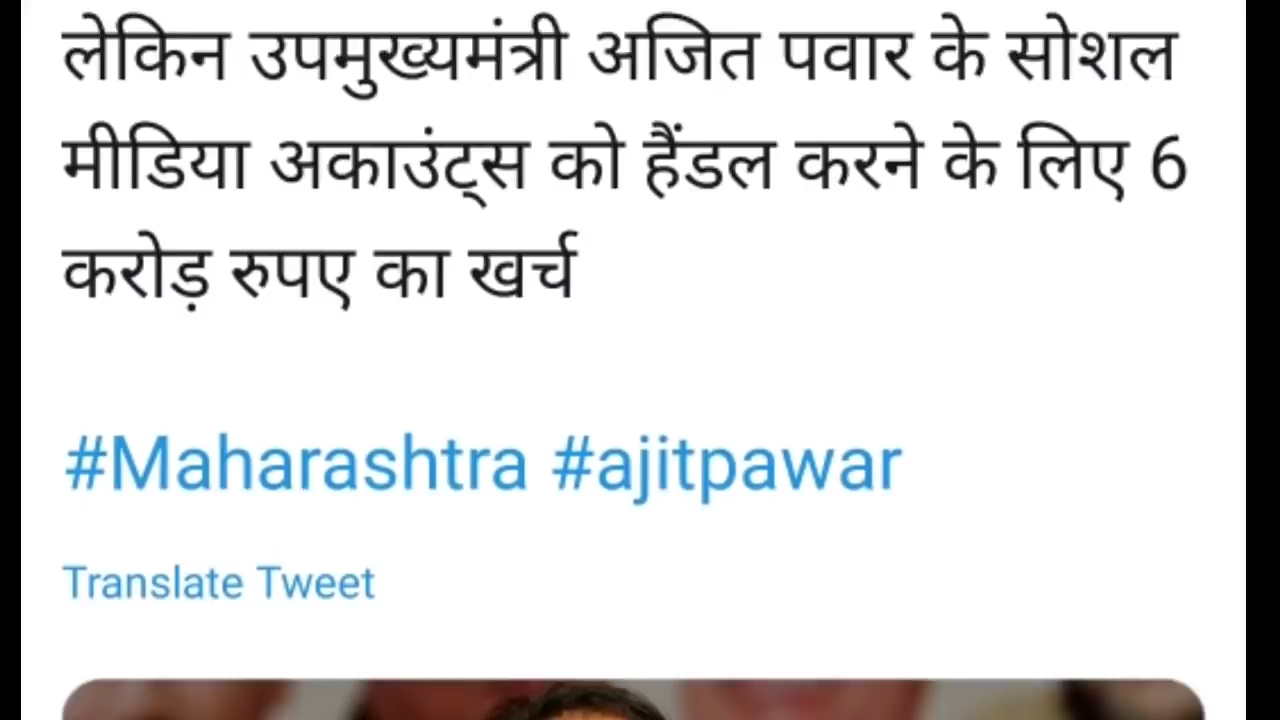 लेकिन उपमुख्यमंत्री अजित पवार के सोशल
मीडिया अकाउंट्स को हैंडल करने के लिए 6
करोड़ रुपए का खर्च
#Maharashtra #ajitpawar
Translate Tweet